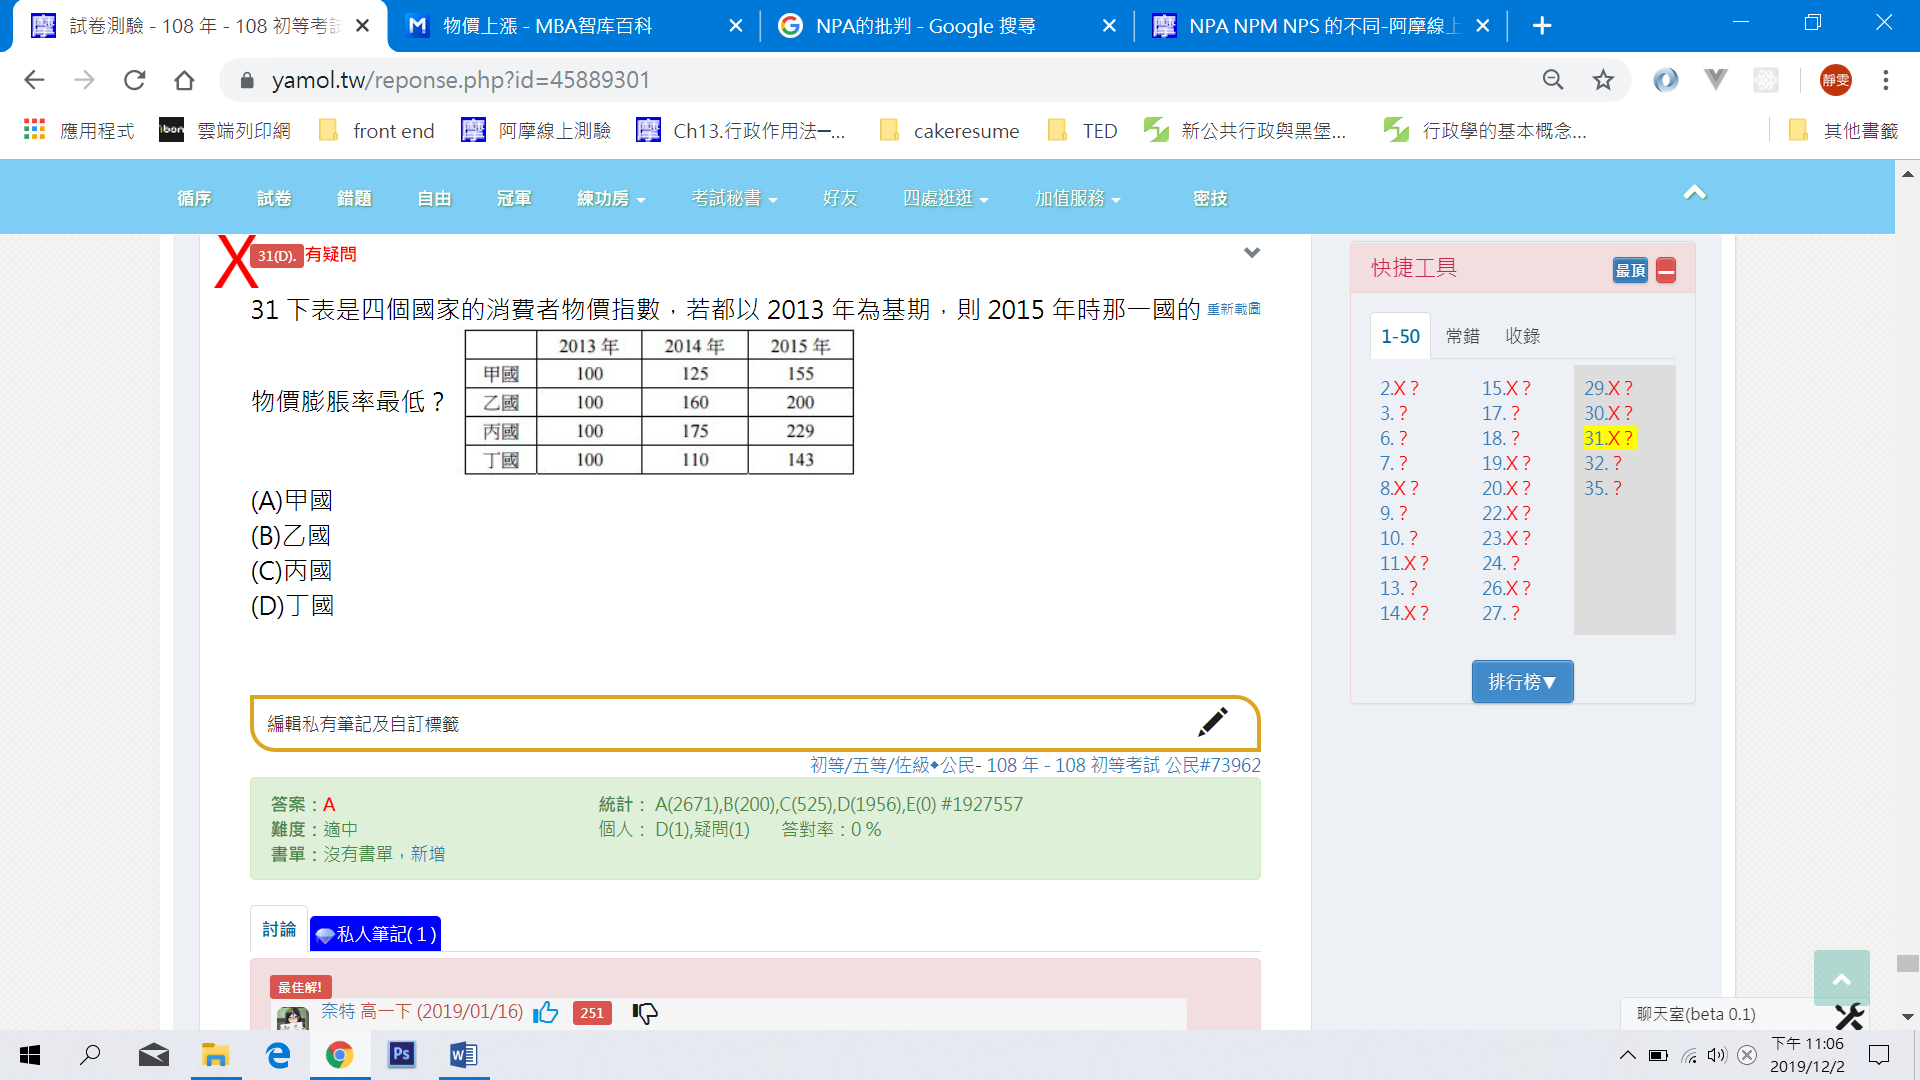 試卷測驗 - 108 年 - 108 初等考試
物價上漲 - MBA智库百科
NPA的批判 - Google 搜尋
NPA NPM NPS 的不同-阿摩線上
yamol.tw/reponse.php?id=45889301
靜雯
應用程式
ibon
雲端列印網
front end
阿摩線上測驗
Ch13.行政作用法—...
cakeresume
TED
新公共行政與黑堡...
行政學的基本概念...
其他書籤
循序 試卷 錯題 自由 冠軍 練功房 考試秘書 好友 四處逛逛 加值服務 密技
X 31(D). 有疑問
31 下表是四個國家的消費者物價指數，若都以 2013 年為基期，則 2015 年時那一國的 重新載圖
物價膨脹率最低？
2013 年 2014 年 2015 年
甲國 100 125 155
乙國 100 160 200
丙國 100 175 229
丁國 100 110 143
(A)甲國
(B)乙國
(C)丙國
(D)丁國
編輯私有筆記及自訂標籤
初等/五等/佐級◆公民- 108 年 - 108 初等考試 公民#73962
答案：A
難度：適中
書單：沒有書單，新增
統計： A(2671),B(200),C(525),D(1956),E(0) #1927557
個人： D(1),疑問(1) 答對率：0 %
討論
私人筆記( 1 )
最佳解!
奈特 高一下 (2019/01/16) 251
快捷工具
最頂
1-50 常錯 收錄
2.X ?
3. ?
6. ?
7. ?
8.X ?
9. ?
10. ?
11.X ?
13. ?
14.X ?
15.X ?
17. ?
18. ?
19.X ?
20.X ?
22.X ?
23.X ?
24. ?
26.X ?
27. ?
29.X ?
30.X ?
31.X ?
32. ?
35. ?
排行榜▼
聊天室(beta 0.1)
Ps
下午 11:06
2019/12/2